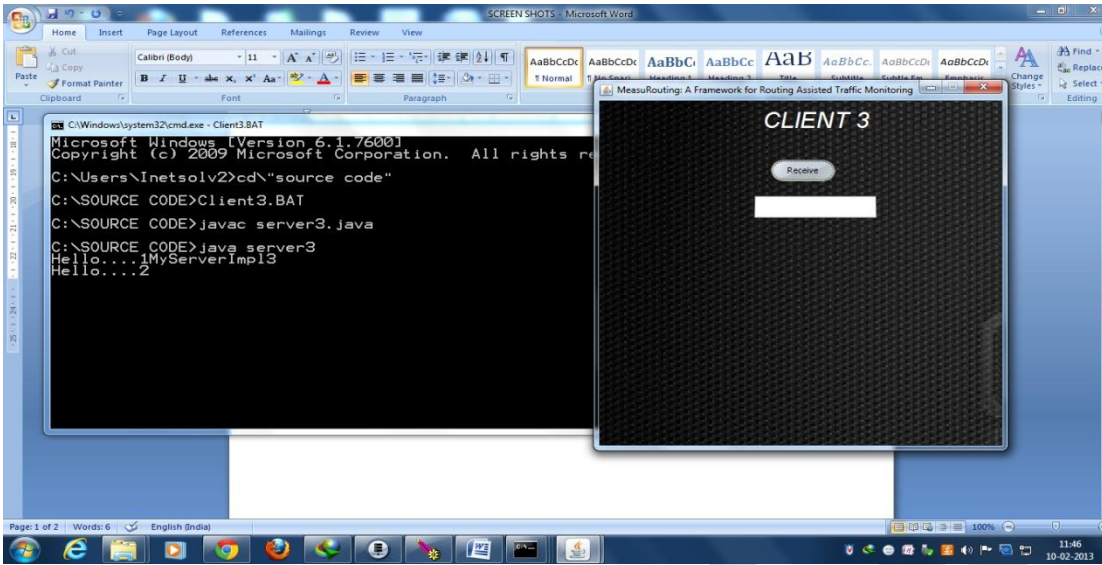 SCREEN SHOTS - Microsoft Word
Home Insert Page Layout References Mailings Review View
Cut
Copy
Paste
Format Painter
Clipboard
Calibri (Body) 11
Font
Paragraph
AaBbCcDc AaBbCcDc AaBbC AaBbCc AaB AaBbCc. AaBbCcDc AaBbCcDc
¶ Normal
Change
Styles
Find
Replac
Select
Editing
C:\Windows\system32\cmd.exe - Client3.BAT
Microsoft Windows [Version 6.1.7600]
Copyright (c) 2009 Microsoft Corporation. All rights re
C:\Users\Inetsolv2>cd\"source code"
C:\SOURCE CODE>Client3.BAT
C:\SOURCE CODE>javac server3.java
C:\SOURCE CODE>java server3
Hello....1MyServerImpl3
Hello....2
MeasuRouting: A Framework for Routing Assisted Traffic Monitoring
CLIENT 3
Receive
Page: 1 of 2 Words: 6 English (India)
100%
11:46
10-02-2013